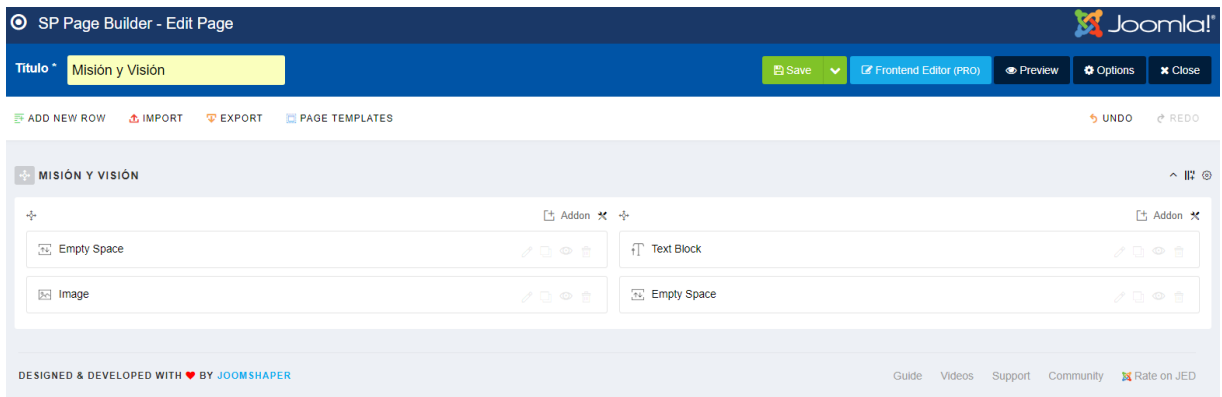 SP Page Builder - Edit Page Joomla!®
Título * Misión y Visión Save Frontend Editor (PRO) Preview Options Close
ADD NEW ROW IMPORT EXPORT PAGE TEMPLATES UNDO REDO
MISIÓN Y VISIÓN
Addon Addon
Empty Space Text Block
Image Empty Space
DESIGNED & DEVELOPED WITH ❤ BY JOOMSHAPER Guide Videos Support Community Rate on JED